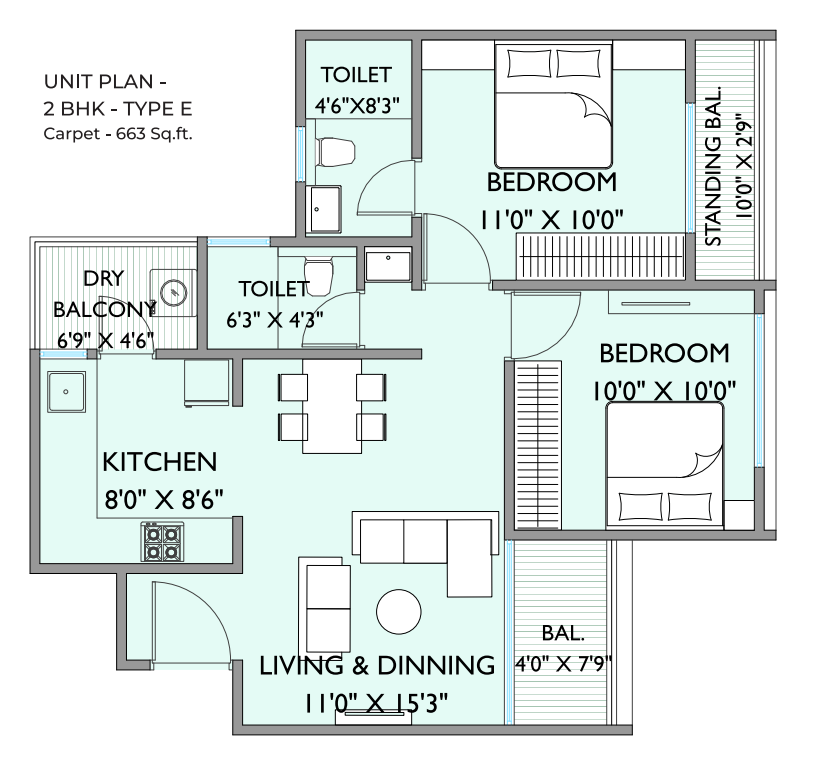 UNIT PLAN -
2 BHK - TYPE E
Carpet - 663 Sq.ft.
TOILET
4'6"X8'3"
BEDROOM
11'0" X 10'0"
STANDING BAL.
10'0" X 2'9"
DRY
BALCONY
6'9" X 4'6"
TOILET
6'3" X 4'3"
BEDROOM
10'0" X 10'0"
KITCHEN
8'0" X 8'6"
LIVING & DINNING
11'0" X 15'3"
BAL.
4'0" X 7'9"